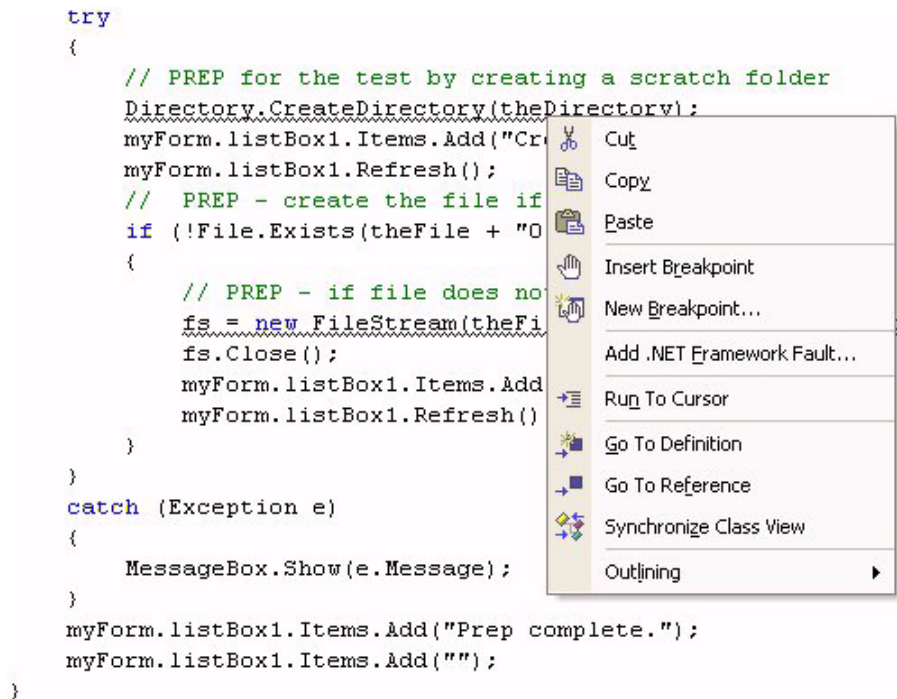 try
{
// PREP for the test by creating a scratch folder
Directory.CreateDirectory(theDirectory);
myForm.listBox1.Items.Add("Cr
myForm.listBox1.Refresh();
//  PREP - create the file if
if (!File.Exists(theFile + "O
{
// PREP - if file does no
fs = new FileStream(theFi
fs.Close();
myForm.listBox1.Items.Add
myForm.listBox1.Refresh()
}
}
catch (Exception e)
{
MessageBox.Show(e.Message);
}
myForm.listBox1.Items.Add("Prep complete.");
myForm.listBox1.Items.Add("");
}
Cut
Copy
Paste
Insert Breakpoint
New Breakpoint...
Add .NET Framework Fault...
Run To Cursor
Go To Definition
Go To Reference
Synchronize Class View
Outlining